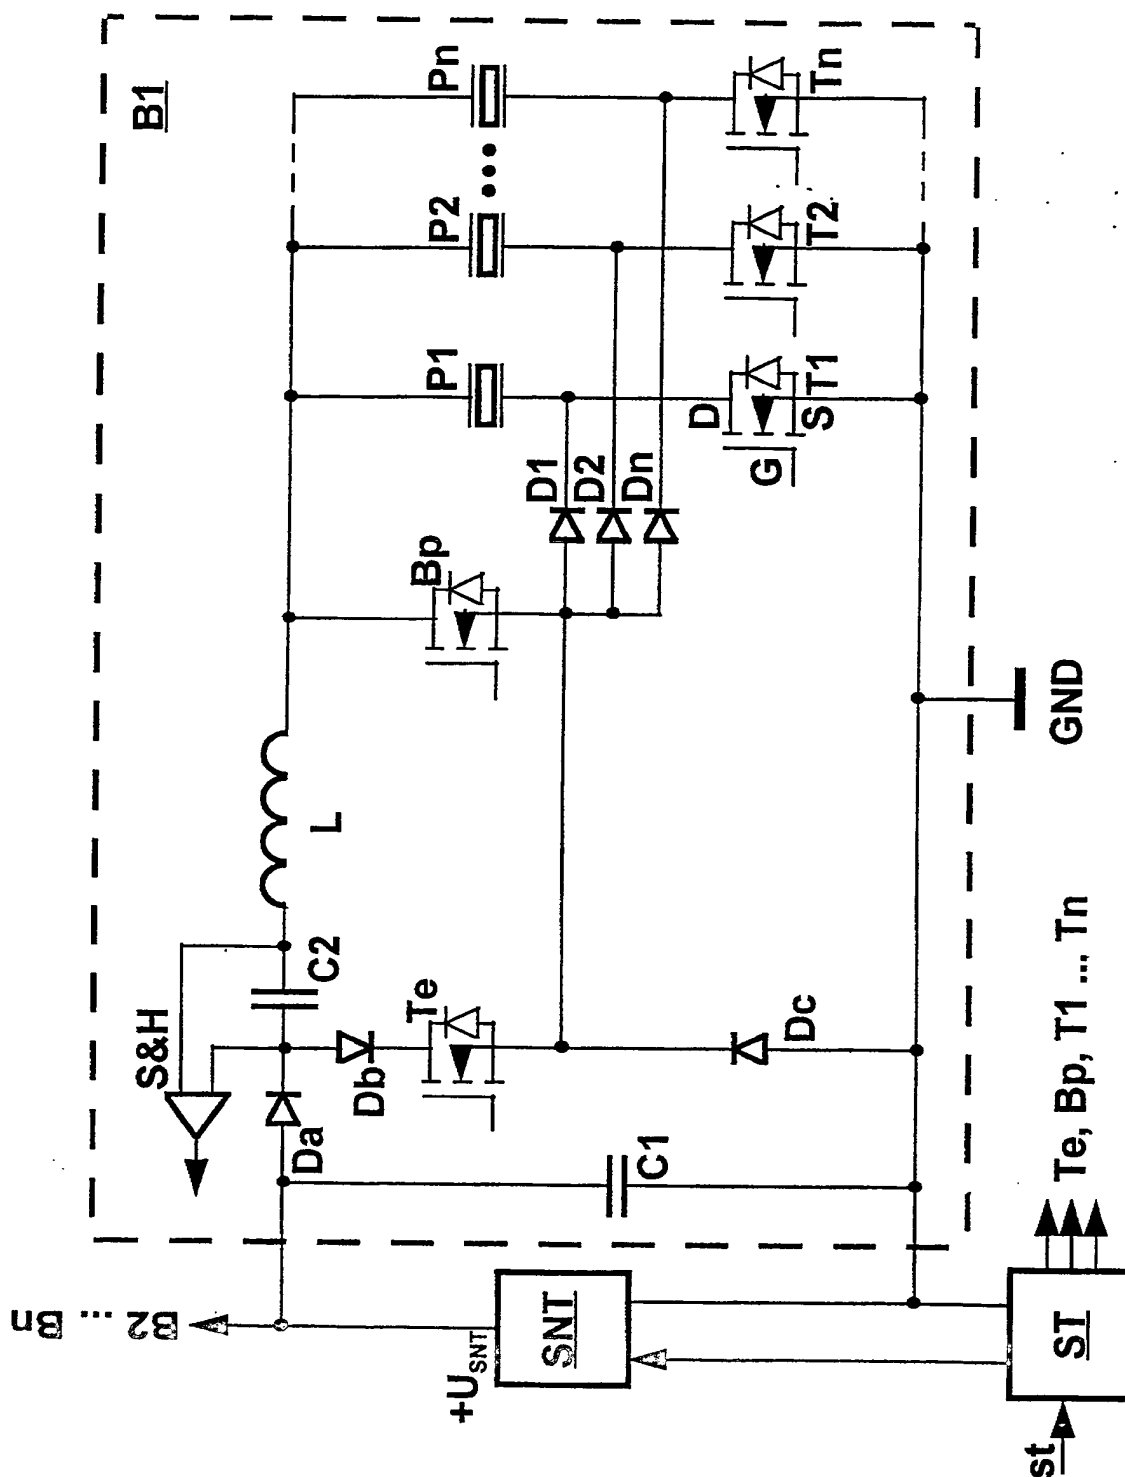 B1
Pn
Tn
P2
T2
P1
T1
D
S
G
D1
D2
Dn
Bp
GND
L
C2
S&H
Te
Db
Dc
Da
C1
Te, Bp, T1 ... Tn
B2 ... Bn
+USNT
SNT
ST
st